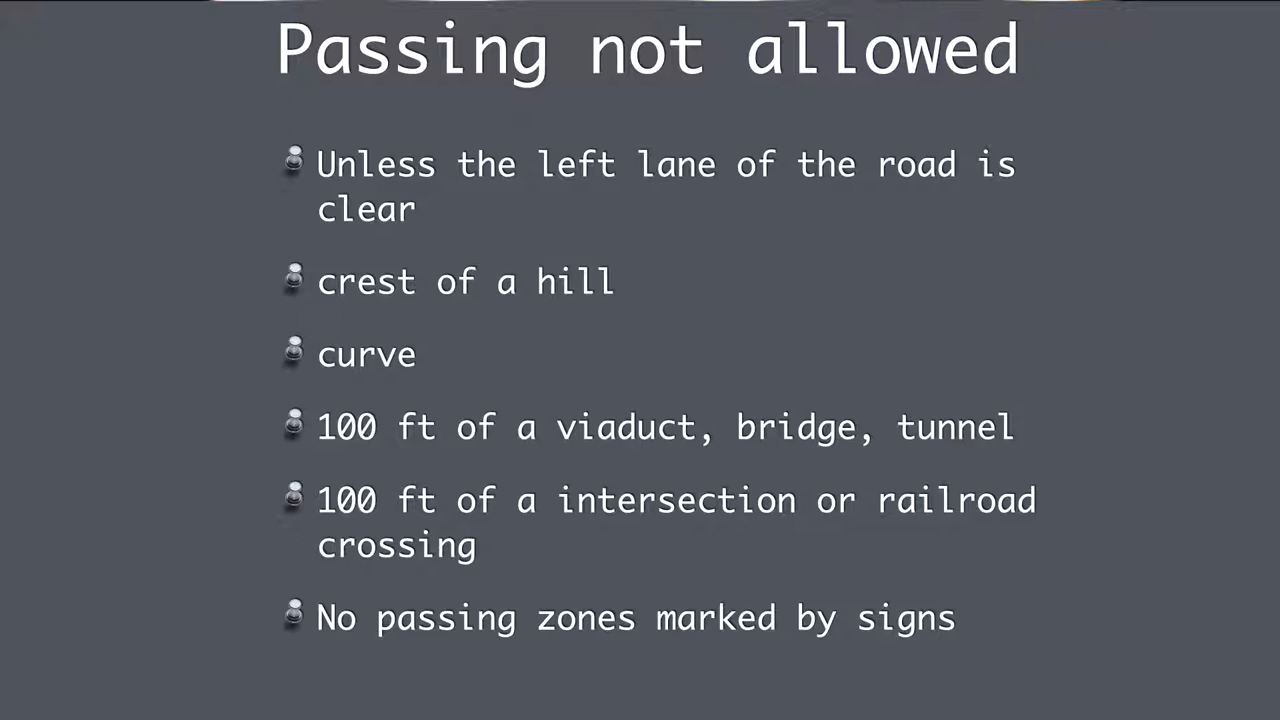 Passing not allowed
Unless the left lane of the road is
clear
crest of a hill
curve
100 ft of a viaduct, bridge, tunnel
100 ft of a intersection or railroad
crossing
No passing zones marked by signs